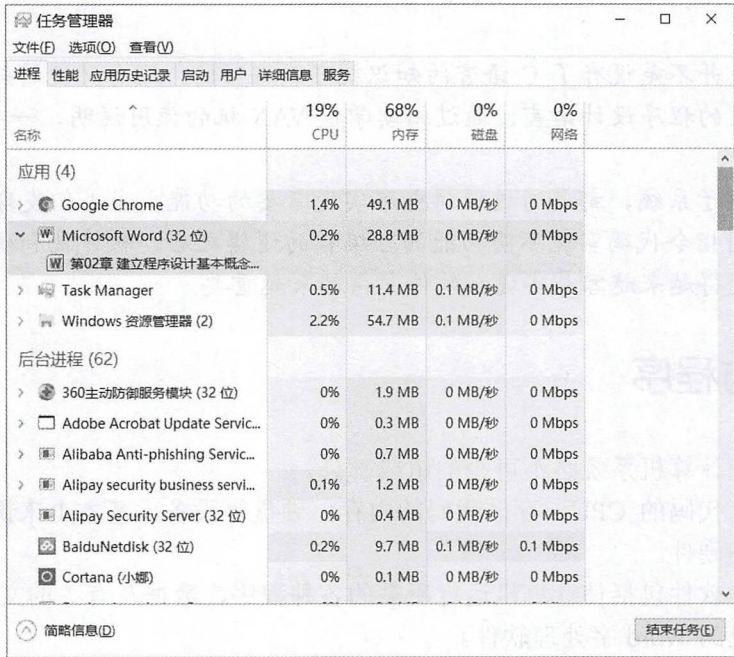 任务管理器
文件(F) 选项(O) 查看(V)
进程 性能 应用历史记录 启动 用户 详细信息 服务
19% 68% 0% 0%
名称 CPU 内存 磁盘 网络
应用 (4)
Google Chrome 1.4% 49.1 MB 0 MB/秒 0 Mbps
Microsoft Word (32 位) 0.2% 28.8 MB 0 MB/秒 0 Mbps
第02章 建立程序设计基本概念...
Task Manager 0.5% 11.4 MB 0.1 MB/秒 0 Mbps
Windows 资源管理器 (2) 2.2% 54.7 MB 0.1 MB/秒 0 Mbps
后台进程 (62)
360主动防御服务模块 (32 位) 0% 1.9 MB 0 MB/秒 0 Mbps
Adobe Acrobat Update Servic... 0% 0.3 MB 0 MB/秒 0 Mbps
Alibaba Anti-phishing Servic... 0% 0.7 MB 0 MB/秒 0 Mbps
Alipay security business servi... 0.1% 1.2 MB 0 MB/秒 0 Mbps
Alipay Security Server (32 位) 0% 0.4 MB 0 MB/秒 0 Mbps
BaiduNetdisk (32 位) 0.2% 9.7 MB 0.1 MB/秒 0.1 Mbps
Cortana (小娜) 0% 0.1 MB 0 MB/秒 0 Mbps
简略信息(D) 结束任务(E)